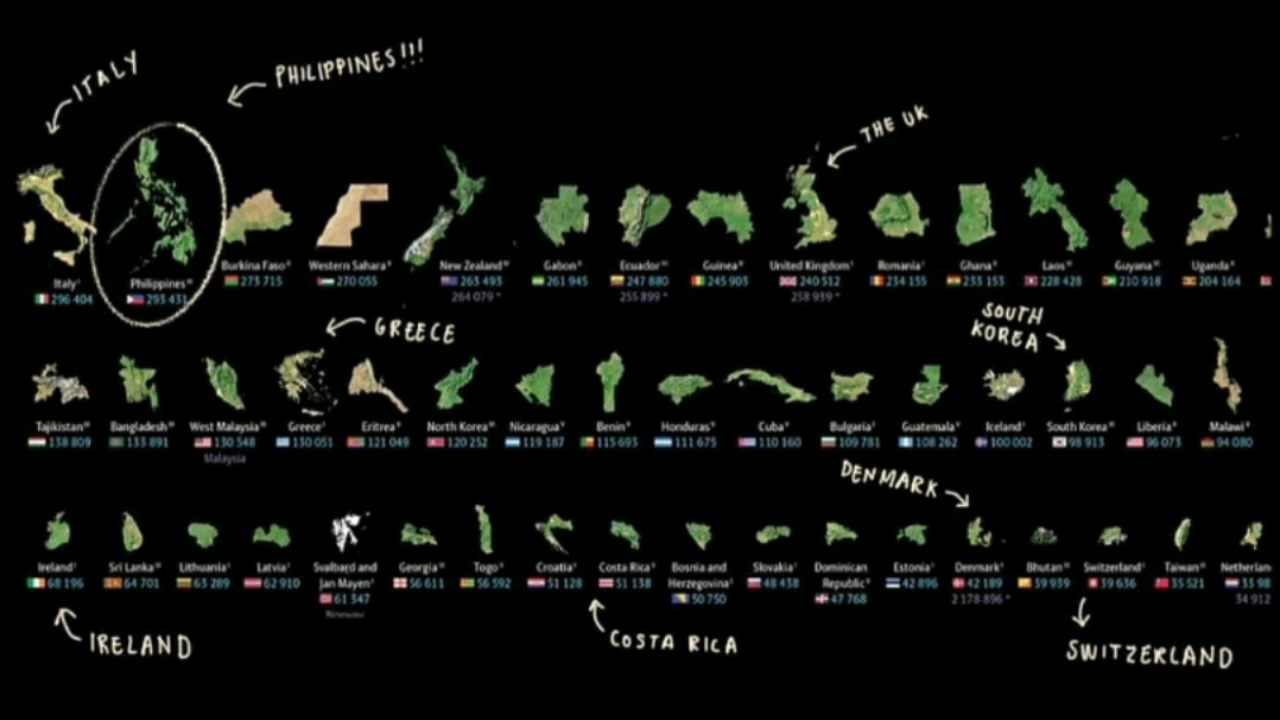 ITALY
PHILIPPINES!!!
THE UK
Italy
296 404
Philippines
293 431
Burkina Faso
273 715
Western Sahara
270 055
New Zealand
263 493
264 079 *
Gabon
261 945
Ecuador
247 880
255 899 *
Guinea
245 903
United Kingdom
240 512
258 939 *
Romania
234 155
Ghana
233 153
Laos
228 428
Guyana
210 918
Uganda
204 164
GREECE
SOUTH
KOREA
Tajikistan
138 809
Bangladesh
133 891
West Malaysia
130 548
Malaysia
Greece
130 051
Eritrea
121 049
North Korea
120 252
Nicaragua
119 187
Benin
115 693
Honduras
111 675
Cuba
110 160
Bulgaria
109 781
Guatemala
108 262
Iceland
100 002
South Korea
98 913
Liberia
96 073
Malawi
94 080
DENMARK
Ireland
68 196
Sri Lanka
64 701
Lithuania
63 289
Latvia
62 910
Svalbard and
Jan Mayen
61 347
Norway
Georgia
56 611
Togo
56 592
Croatia
51 128
Costa Rica
51 138
Bosnia and
Herzegovina
50 750
Slovakia
48 438
Dominican
Republic
47 768
Estonia
42 896
Denmark
42 189
2 178 896 *
Bhutan
39 939
Switzerland
39 636
Taiwan
35 521
Netherlan
33 98
34 912
IRELAND
COSTA RICA
SWITZERLAND